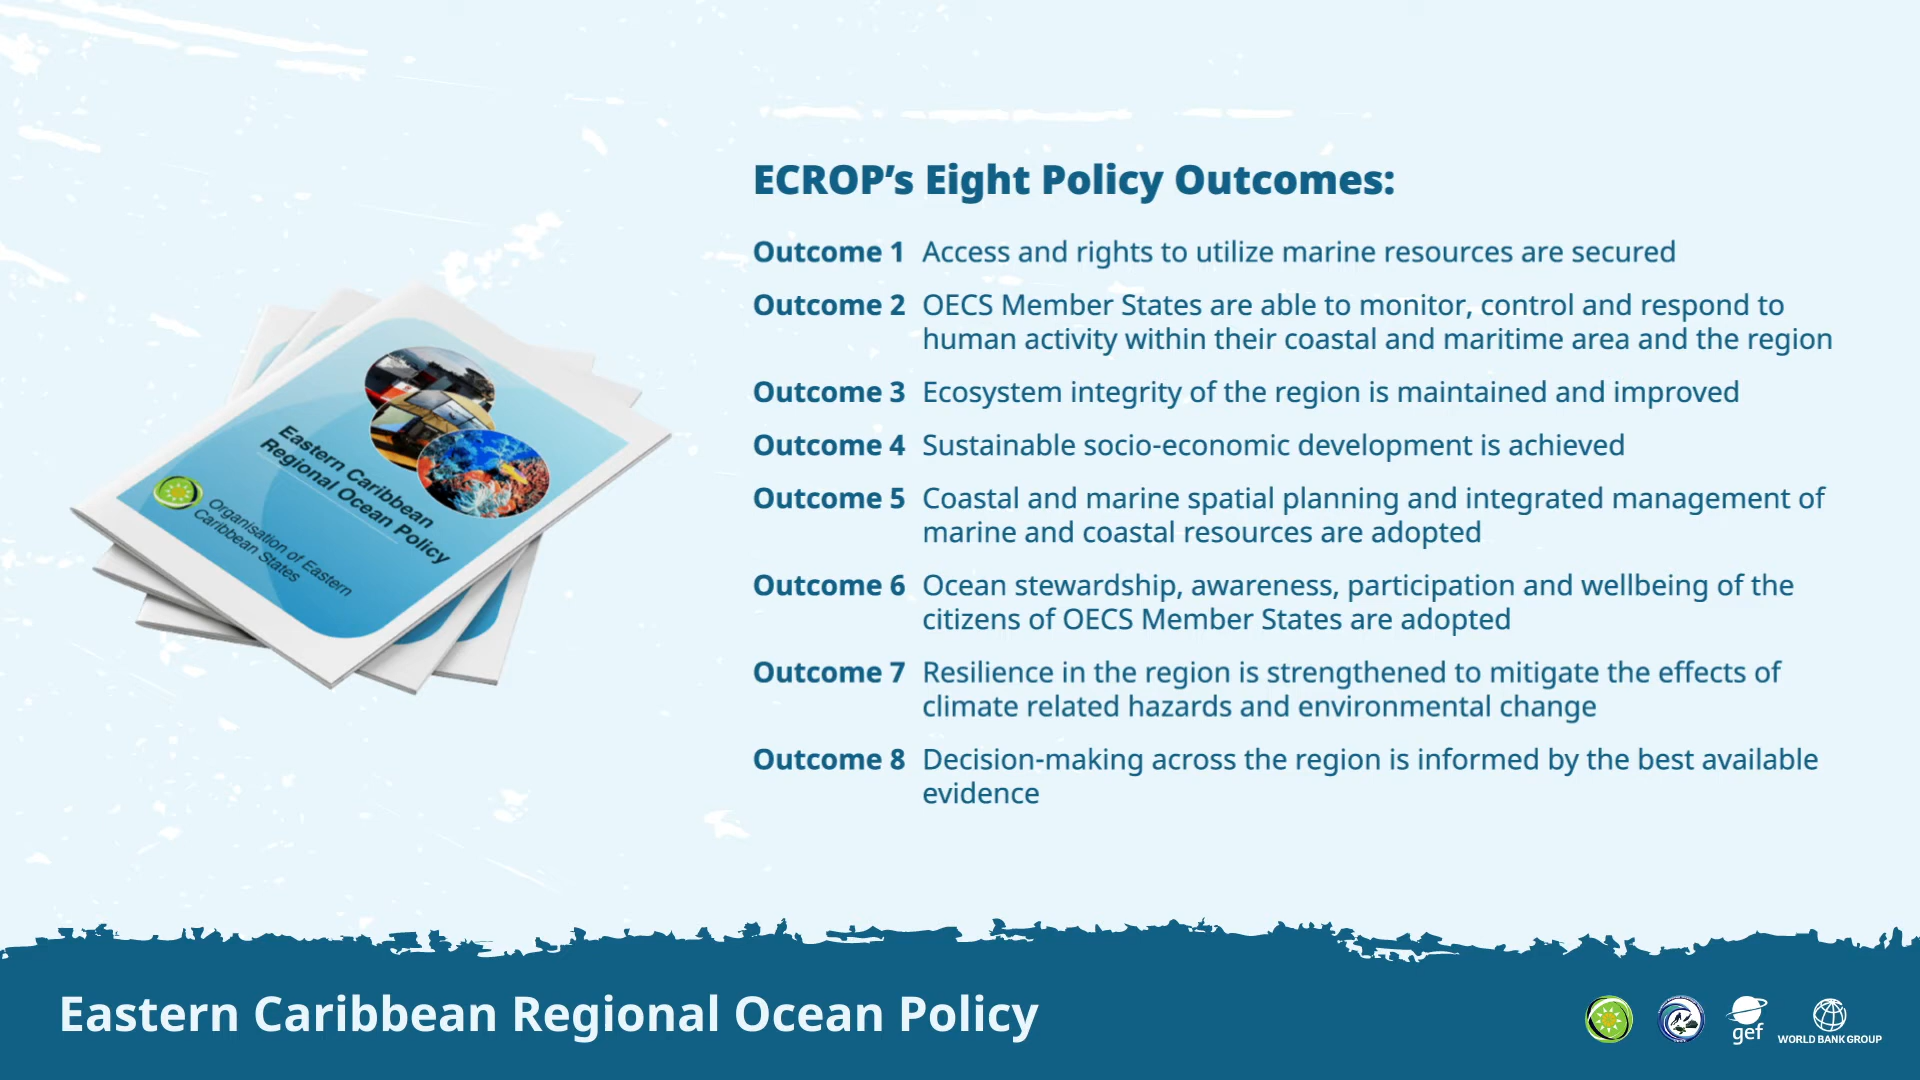 ECROP’s Eight Policy Outcomes:
Outcome 1 Access and rights to utilize marine resources are secured
Outcome 2 OECS Member States are able to monitor, control and respond to
human activity within their coastal and maritime area and the region
Outcome 3 Ecosystem integrity of the region is maintained and improved
Outcome 4 Sustainable socio-economic development is achieved
Outcome 5 Coastal and marine spatial planning and integrated management of
marine and coastal resources are adopted
Outcome 6 Ocean stewardship, awareness, participation and wellbeing of the
citizens of OECS Member States are adopted
Outcome 7 Resilience in the region is strengthened to mitigate the effects of
climate related hazards and environmental change
Outcome 8 Decision-making across the region is informed by the best available
evidence
Eastern Caribbean
Regional Ocean Policy
Organisation of Eastern
Caribbean States
Eastern Caribbean Regional Ocean Policy
gef
WORLD BANK GROUP